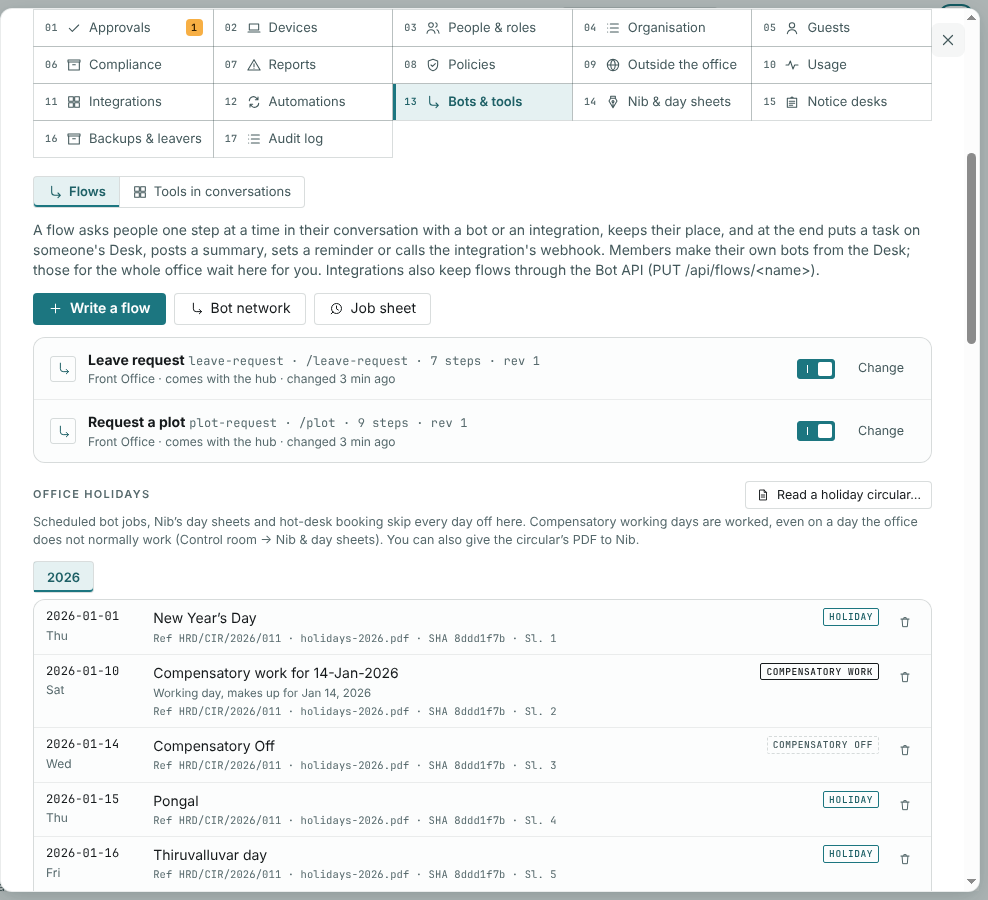 01 Approvals 1
02 Devices
03 People & roles
04 Organisation
05 Guests
06 Compliance
07 Reports
08 Policies
09 Outside the office
10 Usage
11 Integrations
12 Automations
13 Bots & tools
14 Nib & day sheets
15 Notice desks
16 Backups & leavers
17 Audit log
Flows
Tools in conversations
A flow asks people one step at a time in their conversation with a bot or an integration, keeps their place, and at the end puts a task on
someone's Desk, posts a summary, sets a reminder or calls the integration's webhook. Members make their own bots from the Desk;
those for the whole office wait here for you. Integrations also keep flows through the Bot API (PUT /api/flows/<name>).
+ Write a flow
Bot network
Job sheet
Leave request leave-request · /leave-request · 7 steps · rev 1
Front Office · comes with the hub · changed 3 min ago
Change
Request a plot plot-request · /plot · 9 steps · rev 1
Front Office · comes with the hub · changed 3 min ago
Change
OFFICE HOLIDAYS
Read a holiday circular…
Scheduled bot jobs, Nib’s day sheets and hot-desk booking skip every day off here. Compensatory working days are worked, even on a day the office
does not normally work (Control room → Nib & day sheets). You can also give the circular’s PDF to Nib.
2026
2026-01-01
Thu
New Year’s Day
Ref HRD/CIR/2026/011 · holidays-2026.pdf · SHA 8ddd1f7b · Sl. 1
HOLIDAY
2026-01-10
Sat
Compensatory work for 14-Jan-2026
Working day, makes up for Jan 14, 2026
Ref HRD/CIR/2026/011 · holidays-2026.pdf · SHA 8ddd1f7b · Sl. 2
COMPENSATORY WORK
2026-01-14
Wed
Compensatory Off
Ref HRD/CIR/2026/011 · holidays-2026.pdf · SHA 8ddd1f7b · Sl. 3
COMPENSATORY OFF
2026-01-15
Thu
Pongal
Ref HRD/CIR/2026/011 · holidays-2026.pdf · SHA 8ddd1f7b · Sl. 4
HOLIDAY
2026-01-16
Fri
Thiruvalluvar day
Ref HRD/CIR/2026/011 · holidays-2026.pdf · SHA 8ddd1f7b · Sl. 5
HOLIDAY